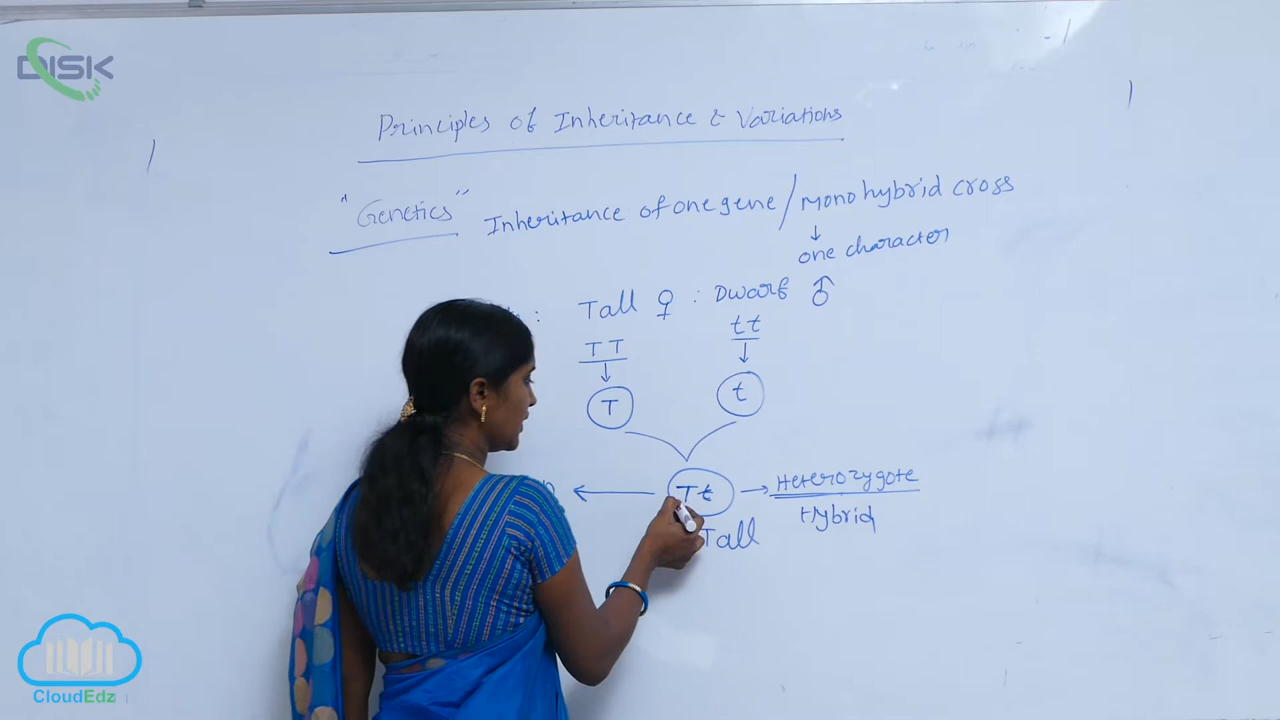 DISK
Principles of Inheritance & Variations
"Genetics" Inheritance of one gene / Monohybrid cross
one character
: Tall ♀ : Dwarf ♂
TT tt
T t
Tt → Heterozygote
Tall Hybrid
CloudEdz